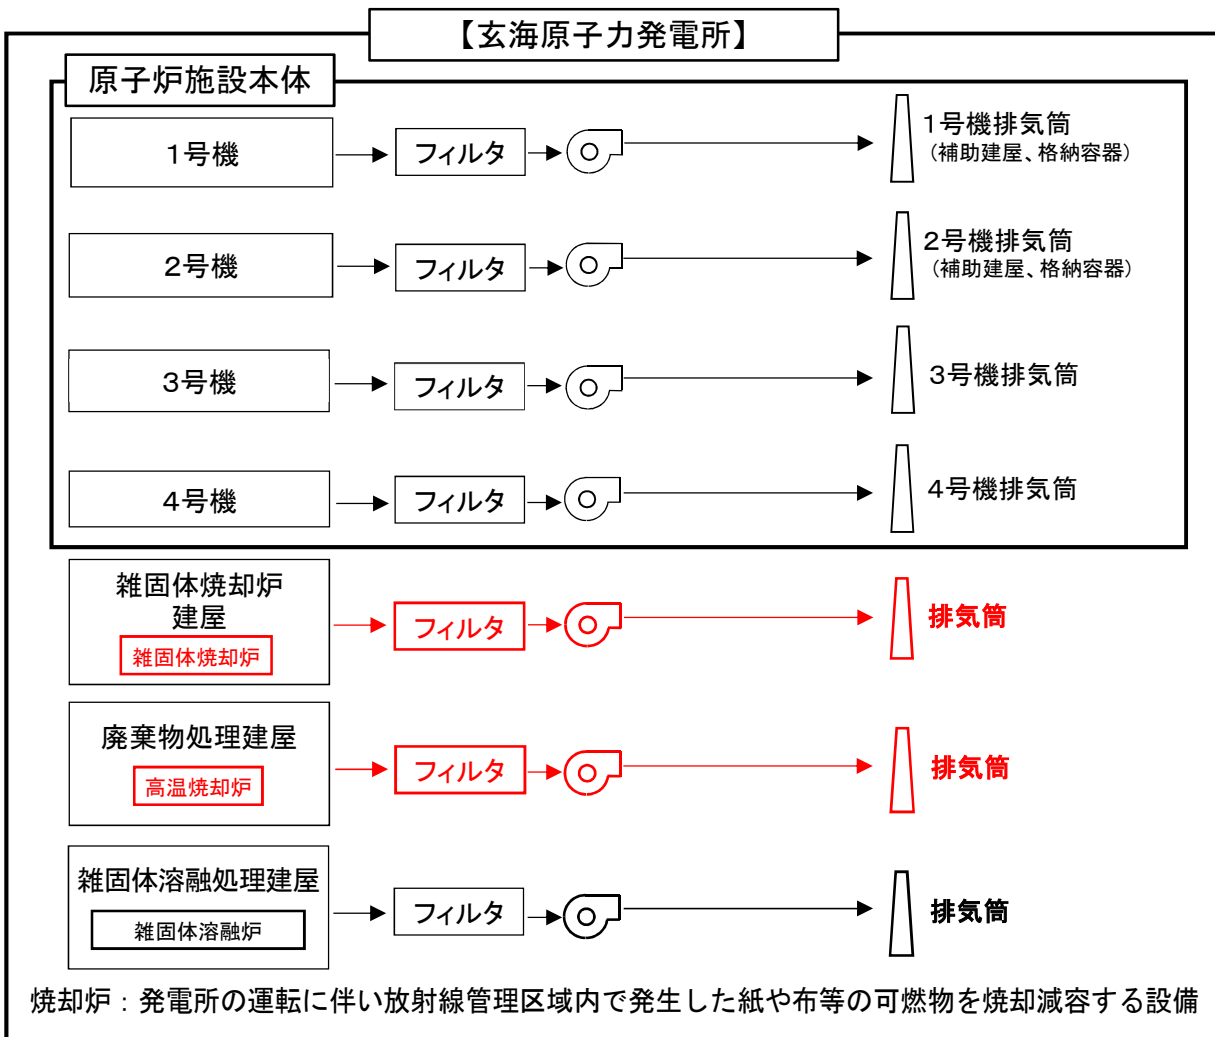 【玄海原子力発電所】
原子炉施設本体
1号機
フィルタ
1号機排気筒
(補助建屋、格納容器)
2号機
フィルタ
2号機排気筒
(補助建屋、格納容器)
3号機
フィルタ
3号機排気筒
4号機
フィルタ
4号機排気筒
雑固体焼却炉
建屋
雑固体焼却炉
フィルタ
排気筒
廃棄物処理建屋
高温焼却炉
フィルタ
排気筒
雑固体溶融処理建屋
雑固体溶融炉
フィルタ
排気筒
焼却炉：発電所の運転に伴い放射線管理区域内で発生した紙や布等の可燃物を焼却減容する設備